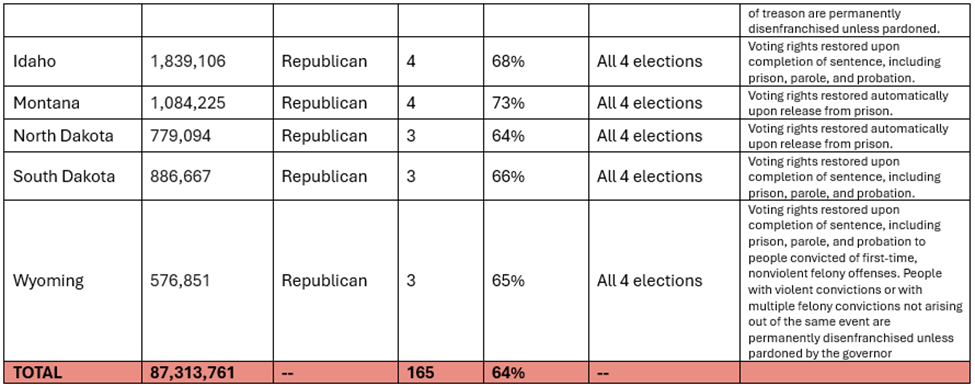 of treason are permanently
disenfranchised unless pardoned.
Idaho 1,839,106 Republican 4 68% All 4 elections Voting rights restored upon
completion of sentence, including
prison, parole, and probation.
Montana 1,084,225 Republican 4 73% All 4 elections Voting rights restored automatically
upon release from prison.
North Dakota 779,094 Republican 3 64% All 4 elections Voting rights restored automatically
upon release from prison.
South Dakota 886,667 Republican 3 66% All 4 elections Voting rights restored upon
completion of sentence, including
prison, parole, and probation.
Wyoming 576,851 Republican 3 65% All 4 elections Voting rights restored upon
completion of sentence, including
prison, parole, and probation to
people convicted of first-time,
nonviolent felony offenses. People
with violent convictions or with
multiple felony convictions not arising
out of the same event are
permanently disenfranchised unless
pardoned by the governor
TOTAL 87,313,761 -- 165 64% --